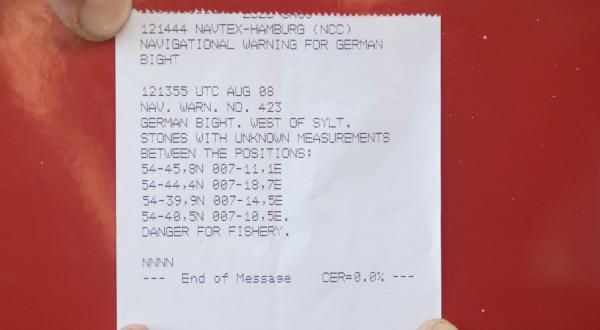 121444 NAVTEX-HAMBURG (NCC)
NAVIGATIONAL WARNING FOR GERMAN
BIGHT
121355 UTC AUG 08
NAV. WARN. NO. 423
GERMAN BIGHT. WEST OF SYLT.
STONES WITH UNKNOWN MEASUREMENTS
BETWEEN THE POSITIONS:
54-45,8N 007-11,1E
54-44,4N 007-18,7E
54-39,9N 007-14,5E
54-40,5N 007-10,5E.
DANGER FOR FISHERY.
NNNN
--- End of Message CER=0.0% ---